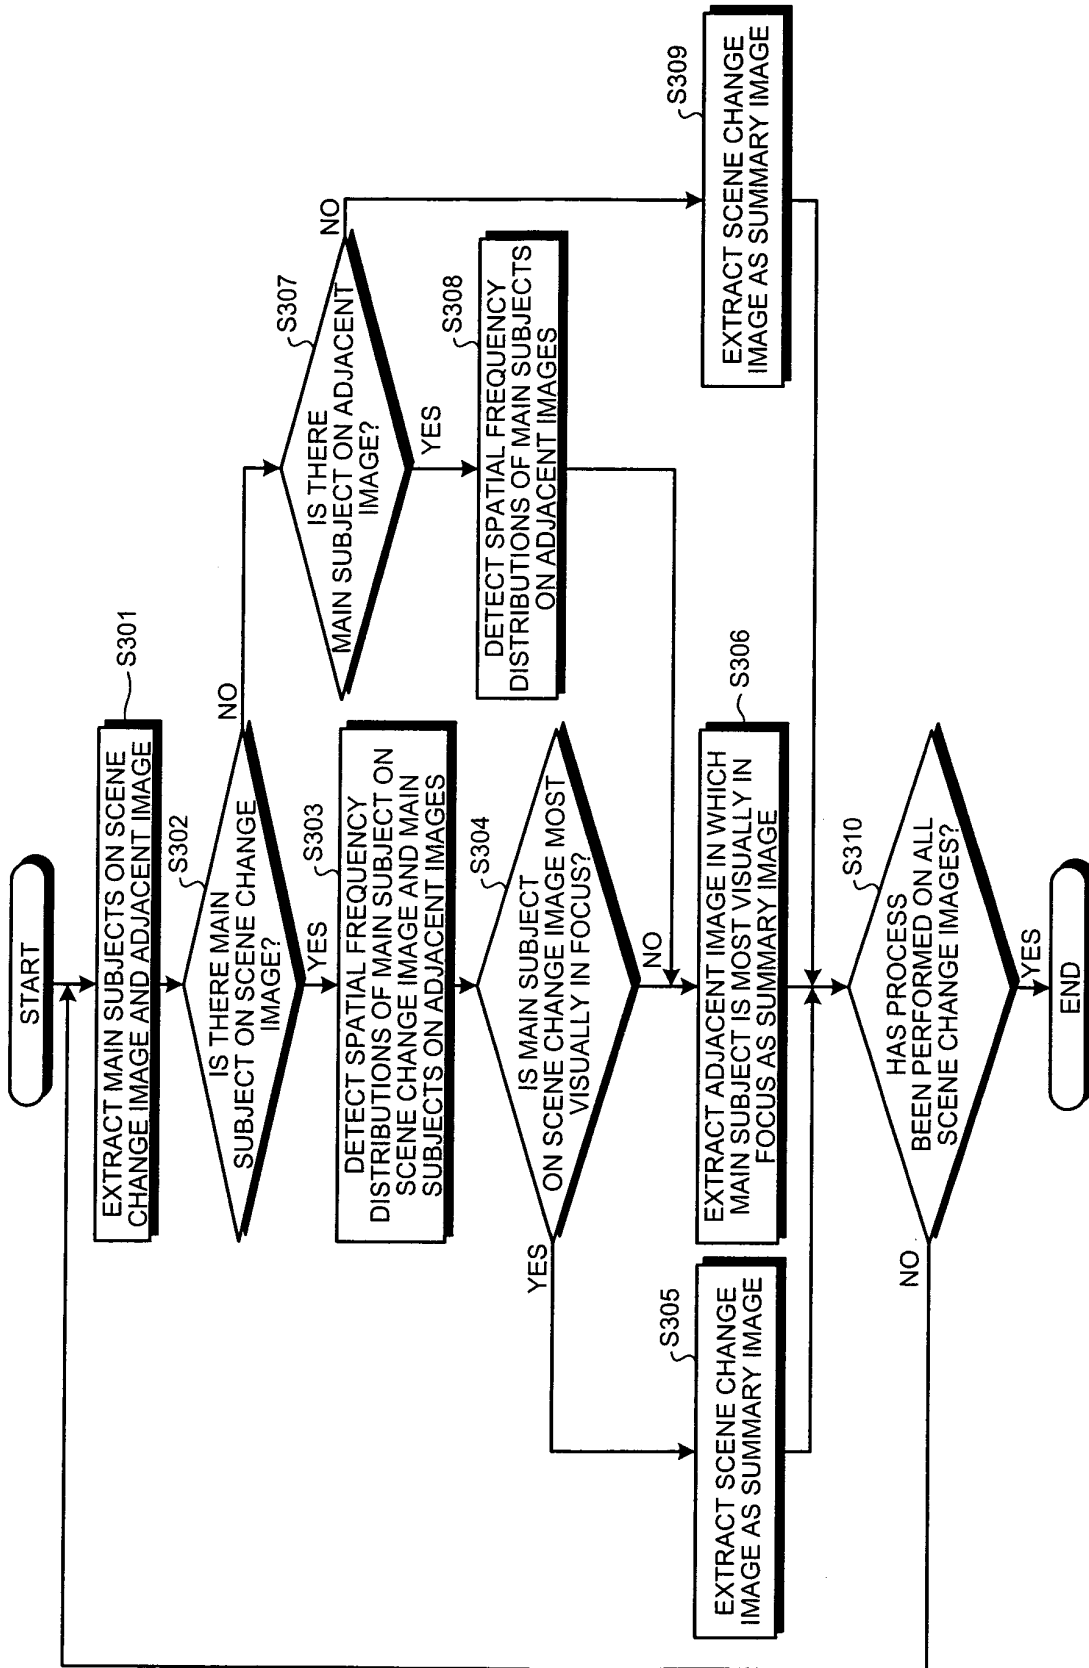 START
S301
EXTRACT MAIN SUBJECTS ON SCENE
CHANGE IMAGE AND ADJACENT IMAGE
S302
IS THERE MAIN
SUBJECT ON SCENE CHANGE
IMAGE?
NO
YES
S303
DETECT SPATIAL FREQUENCY
DISTRIBUTIONS OF MAIN SUBJECT ON
SCENE CHANGE IMAGE AND MAIN
SUBJECTS ON ADJACENT IMAGES
S304
IS MAIN SUBJECT
ON SCENE CHANGE IMAGE MOST
VISUALLY IN FOCUS?
YES
NO
S305
EXTRACT SCENE CHANGE
IMAGE AS SUMMARY IMAGE
S306
EXTRACT ADJACENT IMAGE IN WHICH
MAIN SUBJECT IS MOST VISUALLY IN
FOCUS AS SUMMARY IMAGE
S307
IS THERE
MAIN SUBJECT ON ADJACENT
IMAGE?
NO
YES
S308
DETECT SPATIAL FREQUENCY
DISTRIBUTIONS OF MAIN SUBJECTS
ON ADJACENT IMAGES
S309
EXTRACT SCENE CHANGE
IMAGE AS SUMMARY IMAGE
S310
HAS PROCESS
BEEN PERFORMED ON ALL
SCENE CHANGE IMAGES?
NO
YES
END